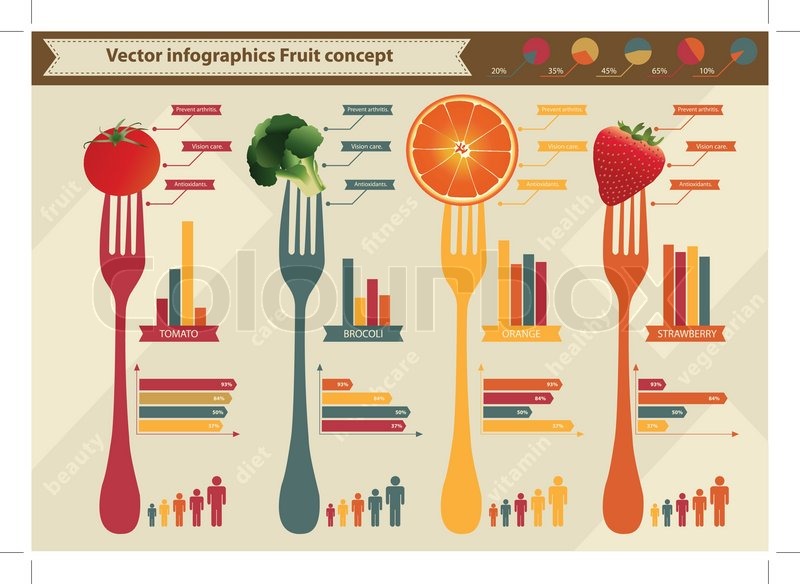 Vector infographics Fruit concept
20%
35%
45%
65%
10%
Prevent arthritis.
Vision care.
Antioxidants.
Prevent arthritis.
Vision care.
Antioxidants.
Prevent arthritis.
Vision care.
Antioxidants.
Prevent arthritis.
Vision care.
Antioxidants.
fruit
fitness
health
health
colourbox
TOMATO
BROCOLI
ORANGE
STRAWBERRY
care
healthcare
health
vegetarian
93%
84%
50%
37%
93%
84%
50%
37%
93%
84%
50%
37%
93%
84%
50%
37%
beauty
diet
vitamin